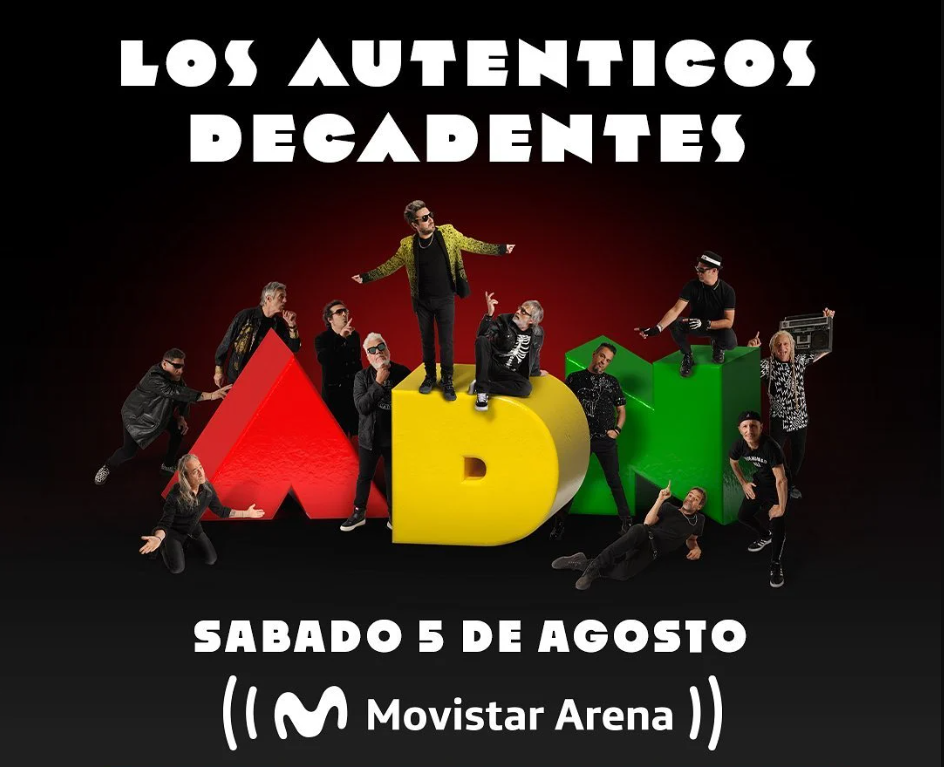 LOS AUTENTICOS
DECADENTES
ADN
SABADO 5 DE AGOSTO
Movistar Arena